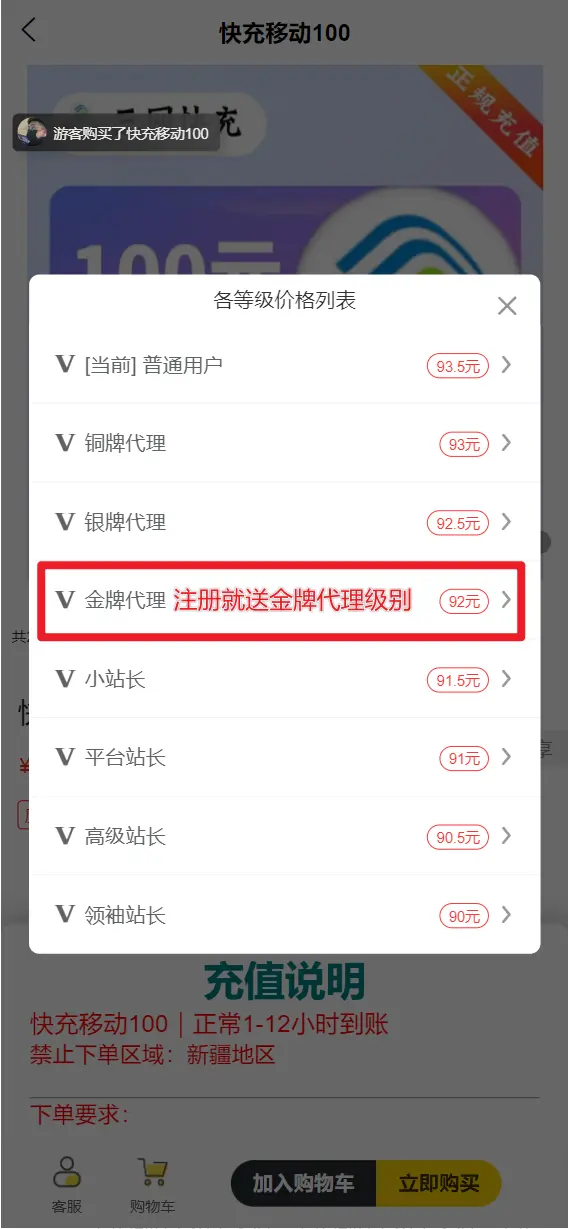 快充移动100
正规充值
快充
游客购买了快充移动100
100元
各等级价格列表
V [当前] 普通用户 93.5元
V 铜牌代理 93元
V 银牌代理 92.5元
V 金牌代理 注册就送金牌代理级别 92元
V 小站长 91.5元
共2
V 平台站长 91元
快
¥
享
V 高级站长 90.5元
V 领袖站长 90元
充值说明
快充移动100｜正常1-12小时到账
禁止下单区域：新疆地区
下单要求：
客服
购物车
加入购物车
立即购买